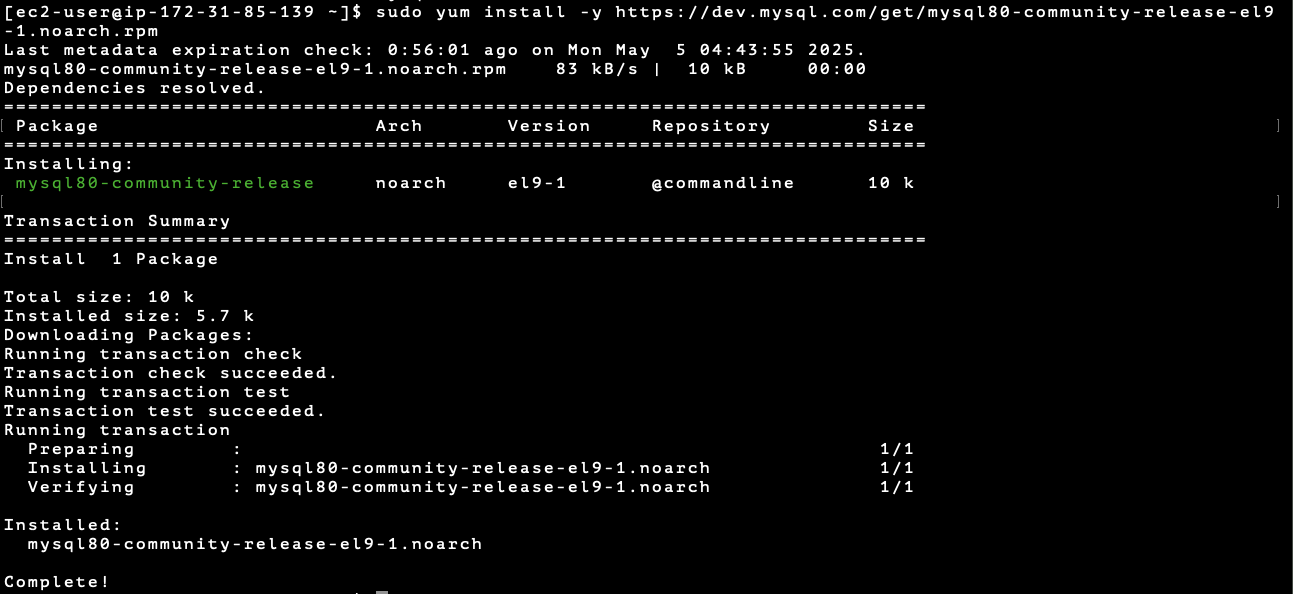 [ec2-user@ip-172-31-85-139 ~]$ sudo yum install -y https://dev.mysql.com/get/mysql80-community-release-el9
-1.noarch.rpm
Last metadata expiration check: 0:56:01 ago on Mon May  5 04:43:55 2025.
mysql80-community-release-el9-1.noarch.rpm    83 kB/s |  10 kB     00:00
Dependencies resolved.
=============================================================================
[ Package                       Arch       Version     Repository        Size                              ]
=============================================================================
Installing:
 mysql80-community-release     noarch     el9-1       @commandline      10 k
[                                                                                                          ]
Transaction Summary
=============================================================================
Install  1 Package

Total size: 10 k
Installed size: 5.7 k
Downloading Packages:
Running transaction check
Transaction check succeeded.
Running transaction test
Transaction test succeeded.
Running transaction
  Preparing        :                                                     1/1
  Installing       : mysql80-community-release-el9-1.noarch              1/1
  Verifying        : mysql80-community-release-el9-1.noarch              1/1

Installed:
  mysql80-community-release-el9-1.noarch

Complete!